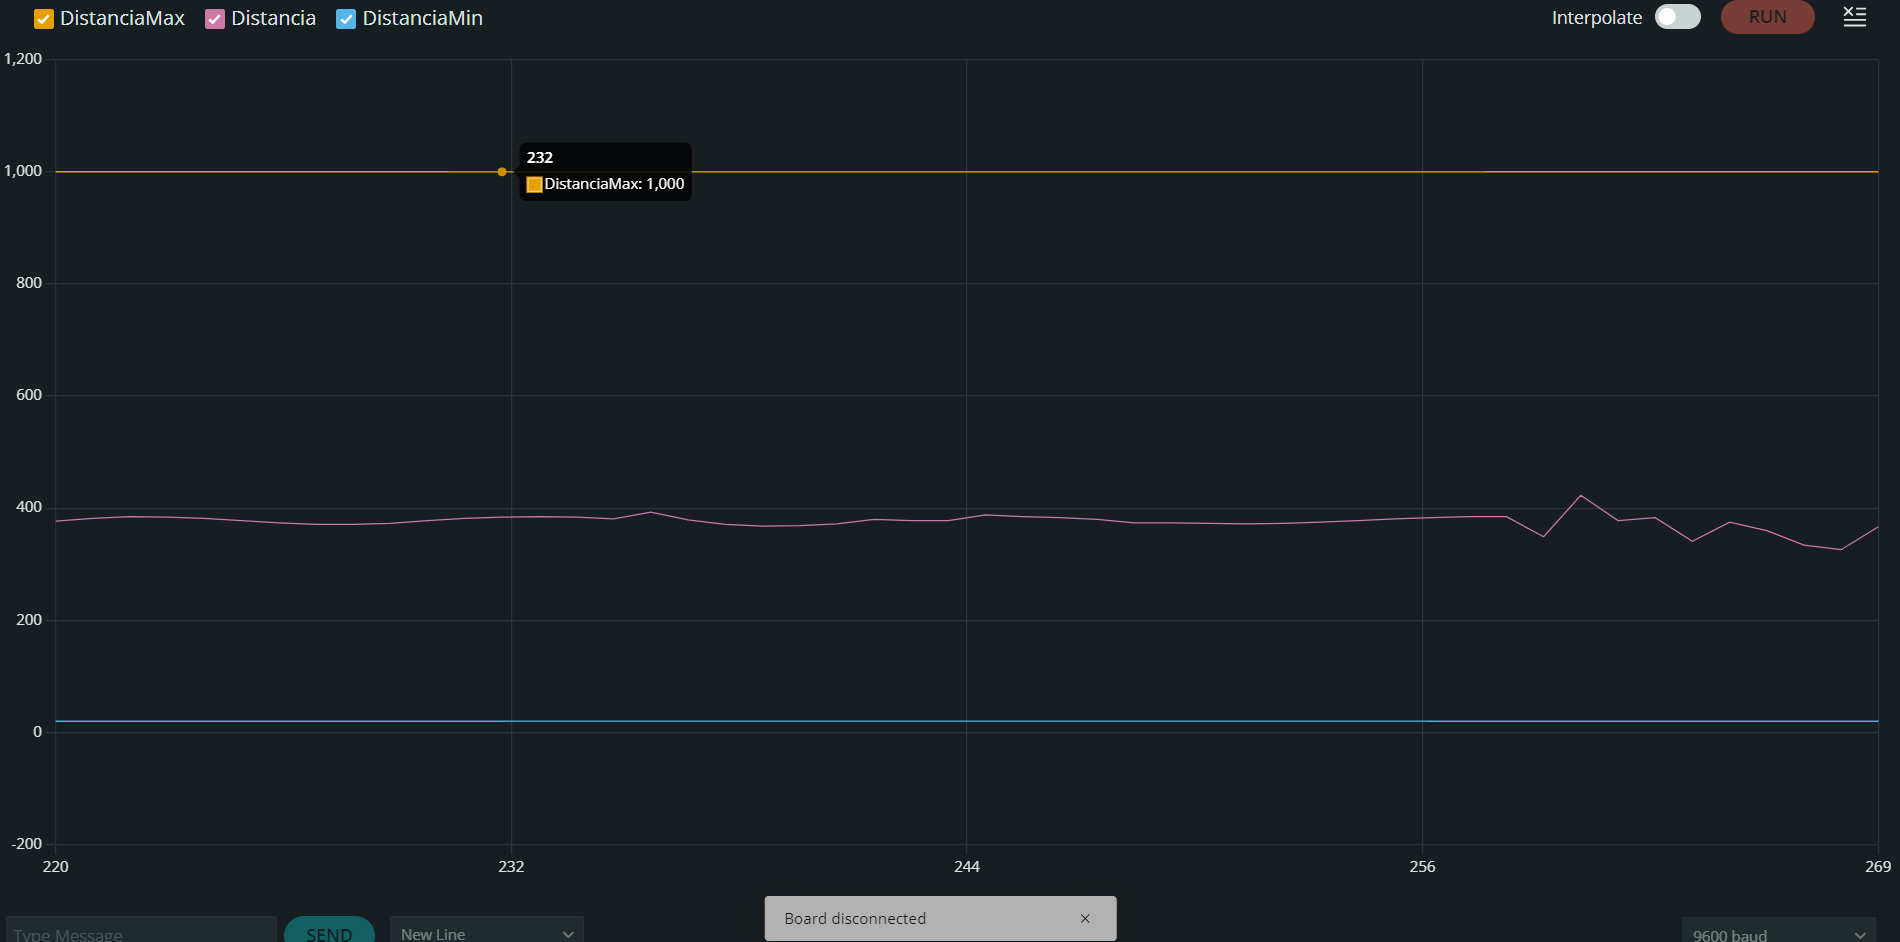 DistanciaMax Distancia DistanciaMin Interpolate RUN
1,200
1,000
232
DistanciaMax: 1,000
800
600
400
200
0
-200
220 232 244 256 269
Board disconnected
Type Message SEND New Line 9600 baud